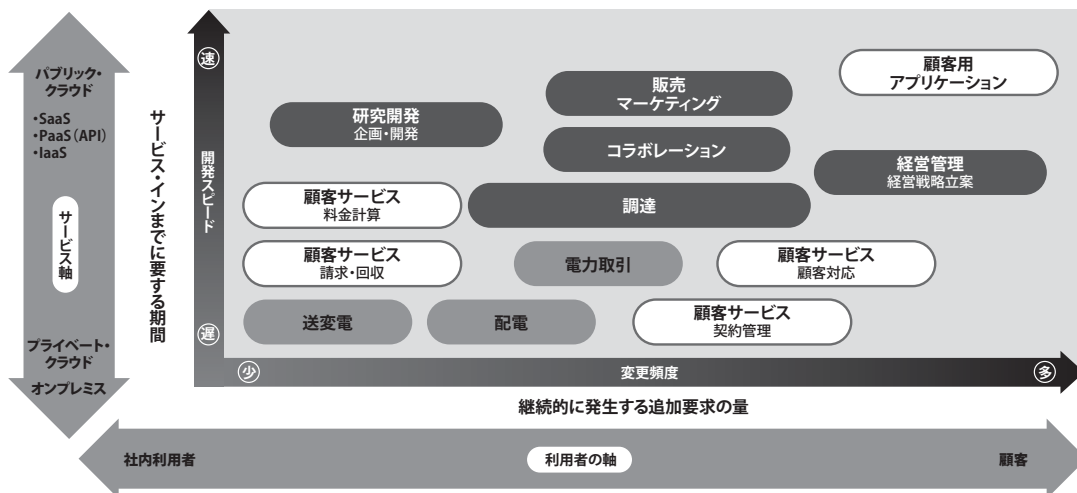 パブリック・
クラウド
・SaaS
・PaaS（API）
・IaaS
サービス軸
プライベート・
クラウド
オンプレミス
サービス・インまでに要する期間
速
開発スピード
遅
顧客用
アプリケーション
販売
マーケティング
研究開発
企画・開発
コラボレーション
経営管理
経営戦略立案
顧客サービス
料金計算
調達
顧客サービス
請求・回収
電力取引
顧客サービス
顧客対応
送変電
配電
顧客サービス
契約管理
少
変更頻度
多
継続的に発生する追加要求の量
社内利用者
利用者の軸
顧客